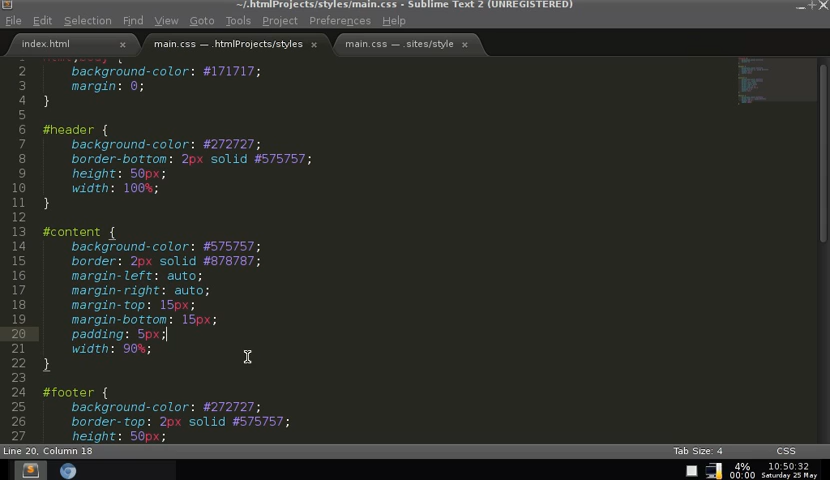 ~/.htmlProjects/styles/main.css - Sublime Text 2 (UNREGISTERED)
File Edit Selection Find View Goto Tools Project Preferences Help
index.html × main.css — .htmlProjects/styles × main.css — .sites/style ×
2 background-color: #171717;
3 margin: 0;
4 }
5
6 #header {
7 background-color: #272727;
8 border-bottom: 2px solid #575757;
9 height: 50px;
10 width: 100%;
11 }
12
13 #content {
14 background-color: #575757;
15 border: 2px solid #878787;
16 margin-left: auto;
17 margin-right: auto;
18 margin-top: 15px;
19 margin-bottom: 15px;
20 padding: 5px;
21 width: 90%;
22 }
23
24 #footer {
25 background-color: #272727;
26 border-top: 2px solid #575757;
27 height: 50px;
Line 20, Column 18 Tab Size: 4 CSS
4% 10:50:32
00:00 Saturday 25 May